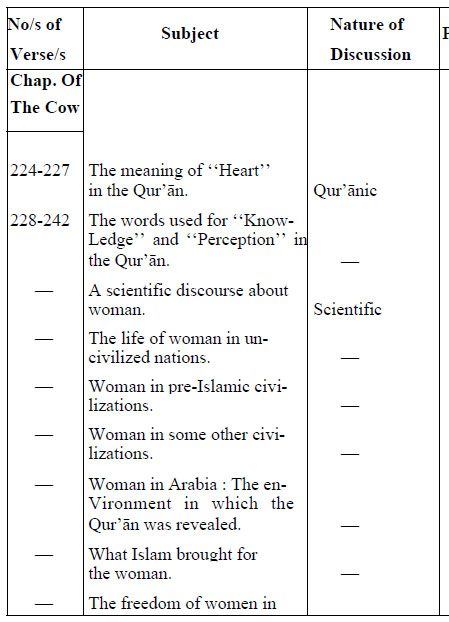 No/s of Verse/s Subject Nature of Discussion P
Chap. Of
The Cow
224-227 The meaning of ‘‘Heart’’
in the Qur’ān. Qur’ānic
228-242 The words used for ‘‘Know-
Ledge’’ and ‘‘Perception’’ in
the Qur’ān. —
— A scientific discourse about
woman. Scientific
— The life of woman in un-
civilized nations. —
— Woman in pre-Islamic civi-
lizations. —
— Woman in some other civi-
lizations. —
— Woman in Arabia : The en-
Vironment in which the
Qur’ān was revealed. —
— What Islam brought for
the woman. —
— The freedom of women in